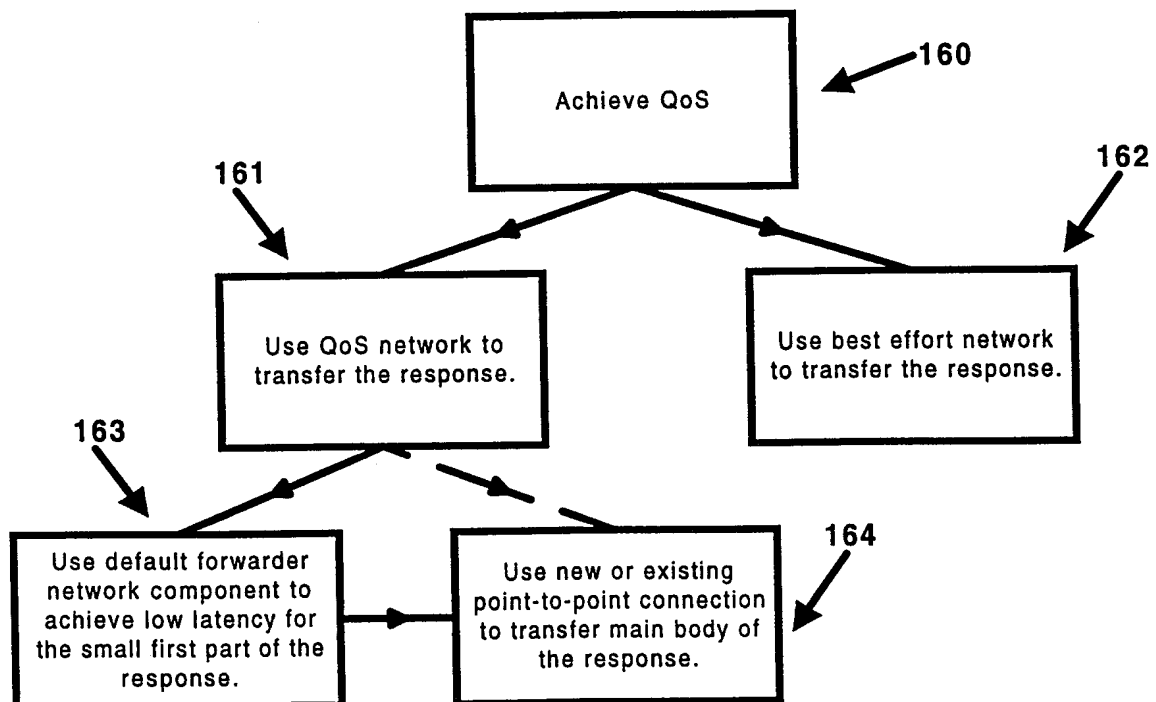 160
Achieve QoS
161
162
Use QoS network to
transfer the response.
Use best effort network
to transfer the response.
163
164
Use default forwarder
network component to
achieve low latency for
the small first part of the
response.
Use new or existing
point-to-point connection
to transfer main body of
the response.